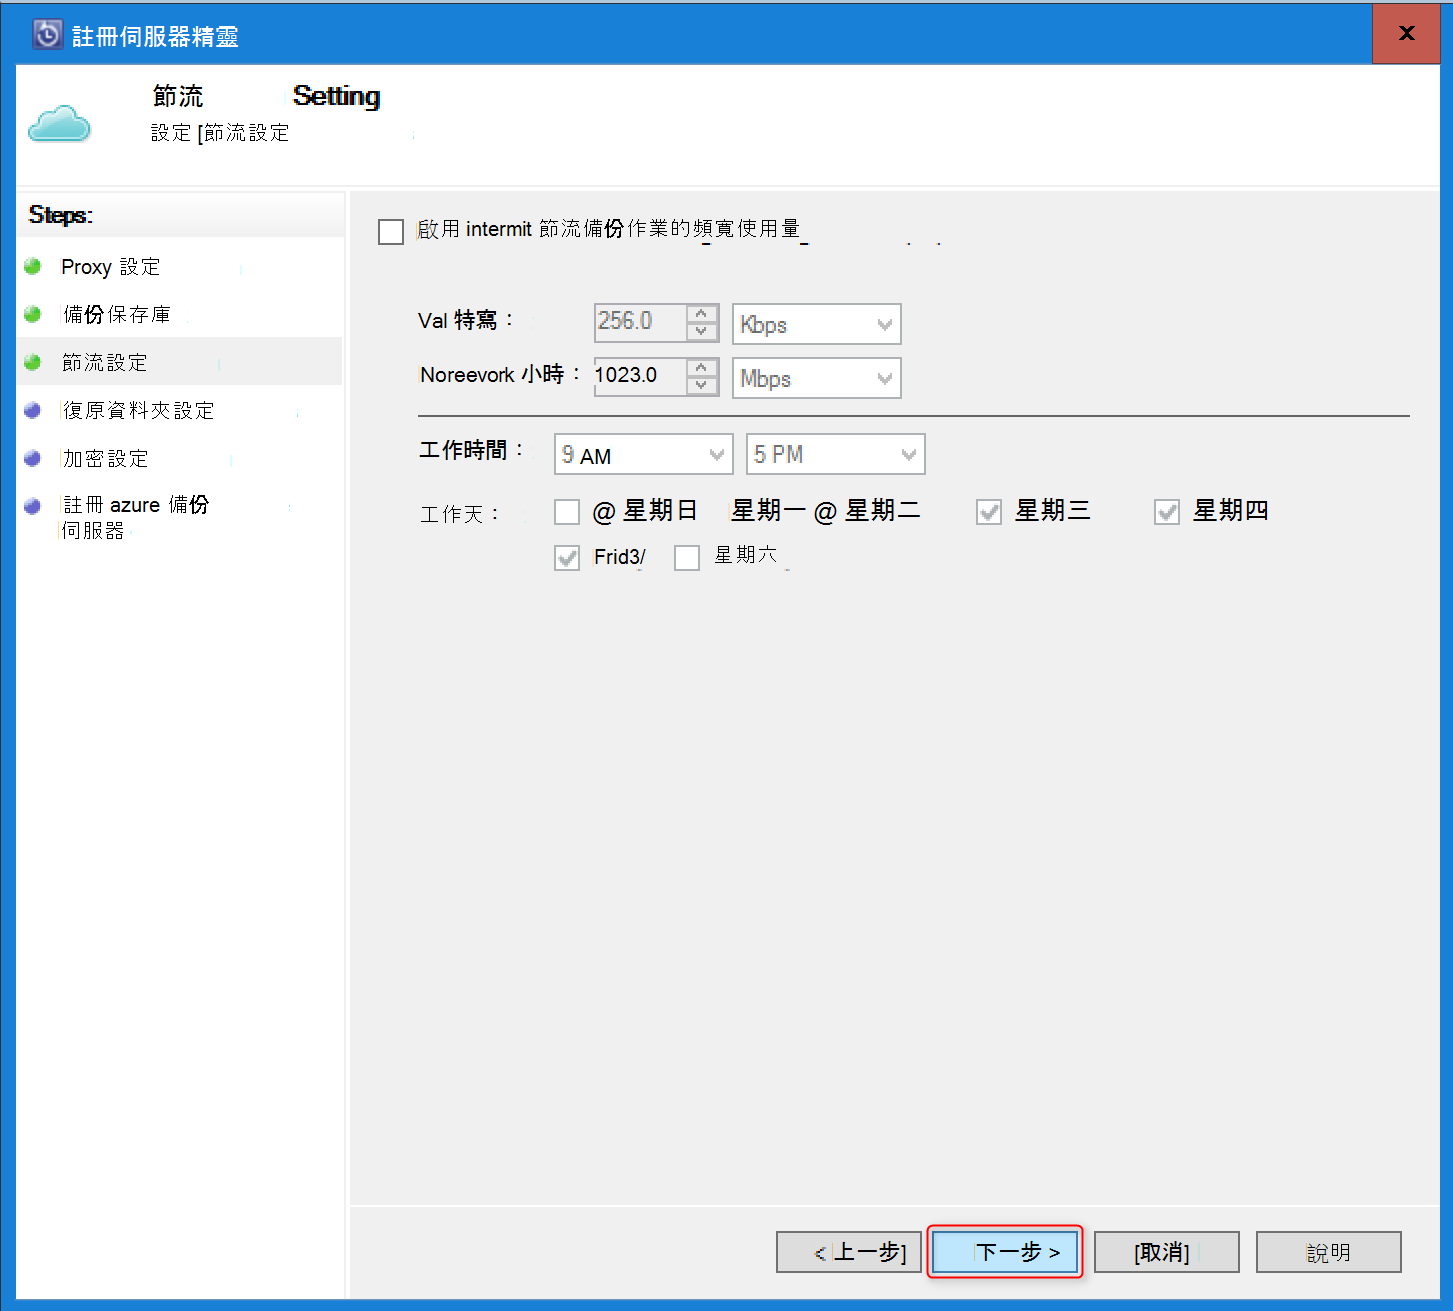 註冊伺服器精靈
x
節流 Setting
設定 [節流設定
Steps:
Proxy 設定
備份保存庫
節流設定
復原資料夾設定
加密設定
註冊 azure 備份
伺服器
啟用 intermit 節流備份作業的頻寬使用量
Val 特寫： 256.0 Kbps
Noreevork 小時： 1023.0 Mbps
工作時間： 9 AM 5 PM
工作天： @ 星期日 星期一 @ 星期二 星期三 星期四
Frid3/ 星期六
< 上一步] 下一步 > [取消] 說明